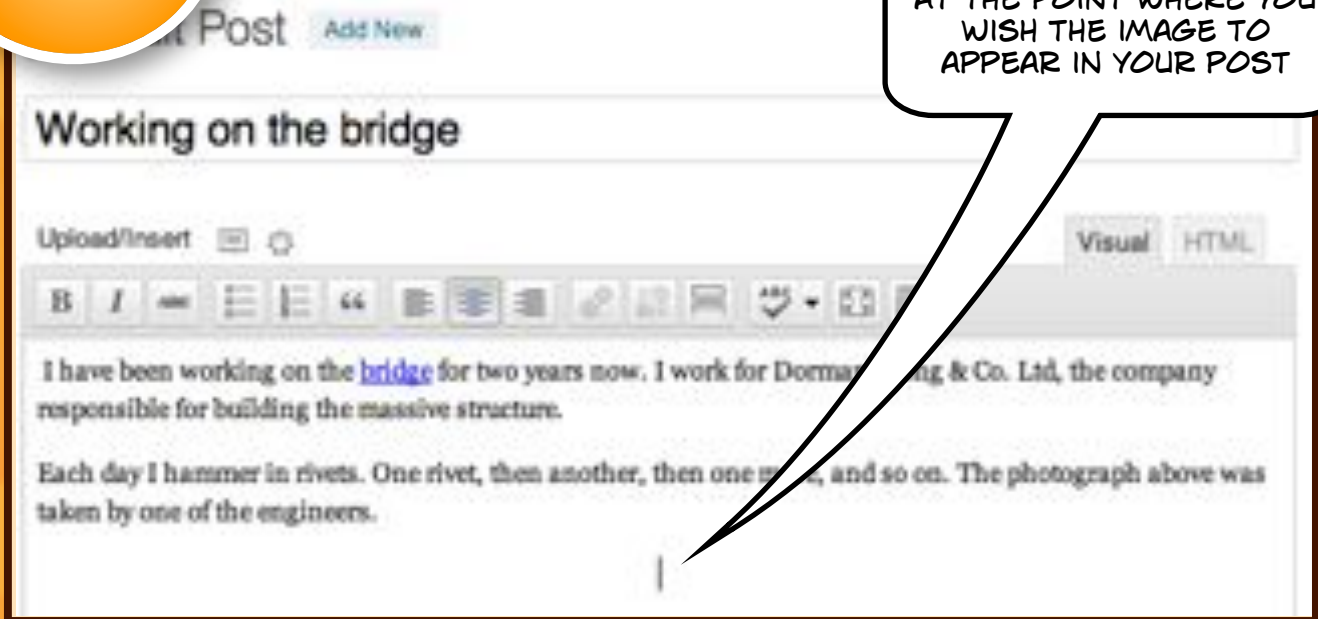 Post Add New
AT THE POINT WHERE YOU
WISH THE IMAGE TO
APPEAR IN YOUR POST
Working on the bridge
Upload/Insert
Visual HTML
B I ABC “ ABC
I have been working on the bridge for two years now. I work for Dorman & Co. Ltd, the company
responsible for building the massive structure.
Each day I hammer in rivets. One rivet, then another, then one and so on. The photograph above was
taken by one of the engineers.